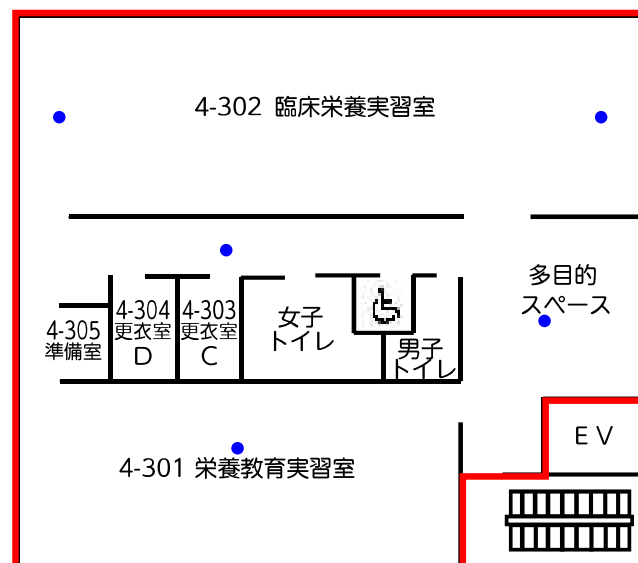 4-302 臨床栄養実習室
多目的
スペース
4-305
準備室
4-304
更衣室
D
4-303
更衣室
C
女子
トイレ
男子
トイレ
4-301 栄養教育実習室
EV